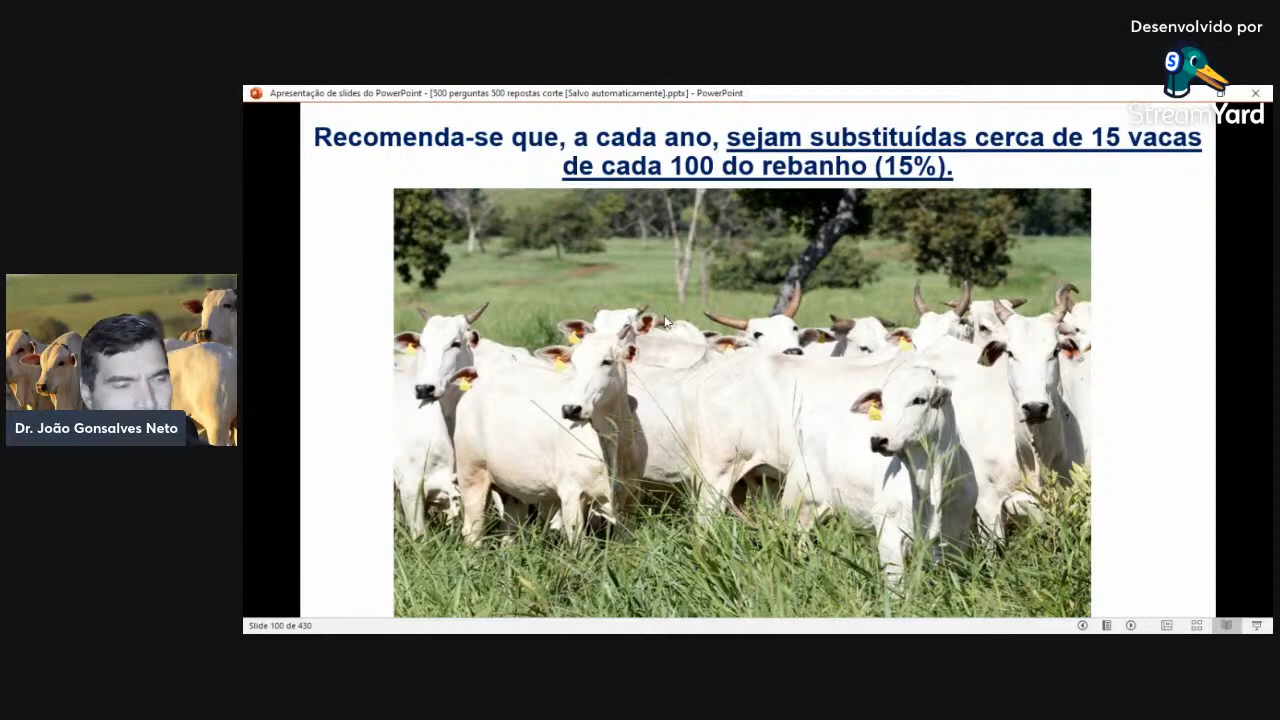 Desenvolvido por
S
StreamYard
Apresentação de slides do PowerPoint - [500 perguntas 500 repostas corte [Salvo automaticamente].pptx] - PowerPoint
Recomenda-se que, a cada ano, sejam substituídas cerca de 15 vacas
de cada 100 do rebanho (15%).
Dr. João Gonsalves Neto
Slide 100 de 430